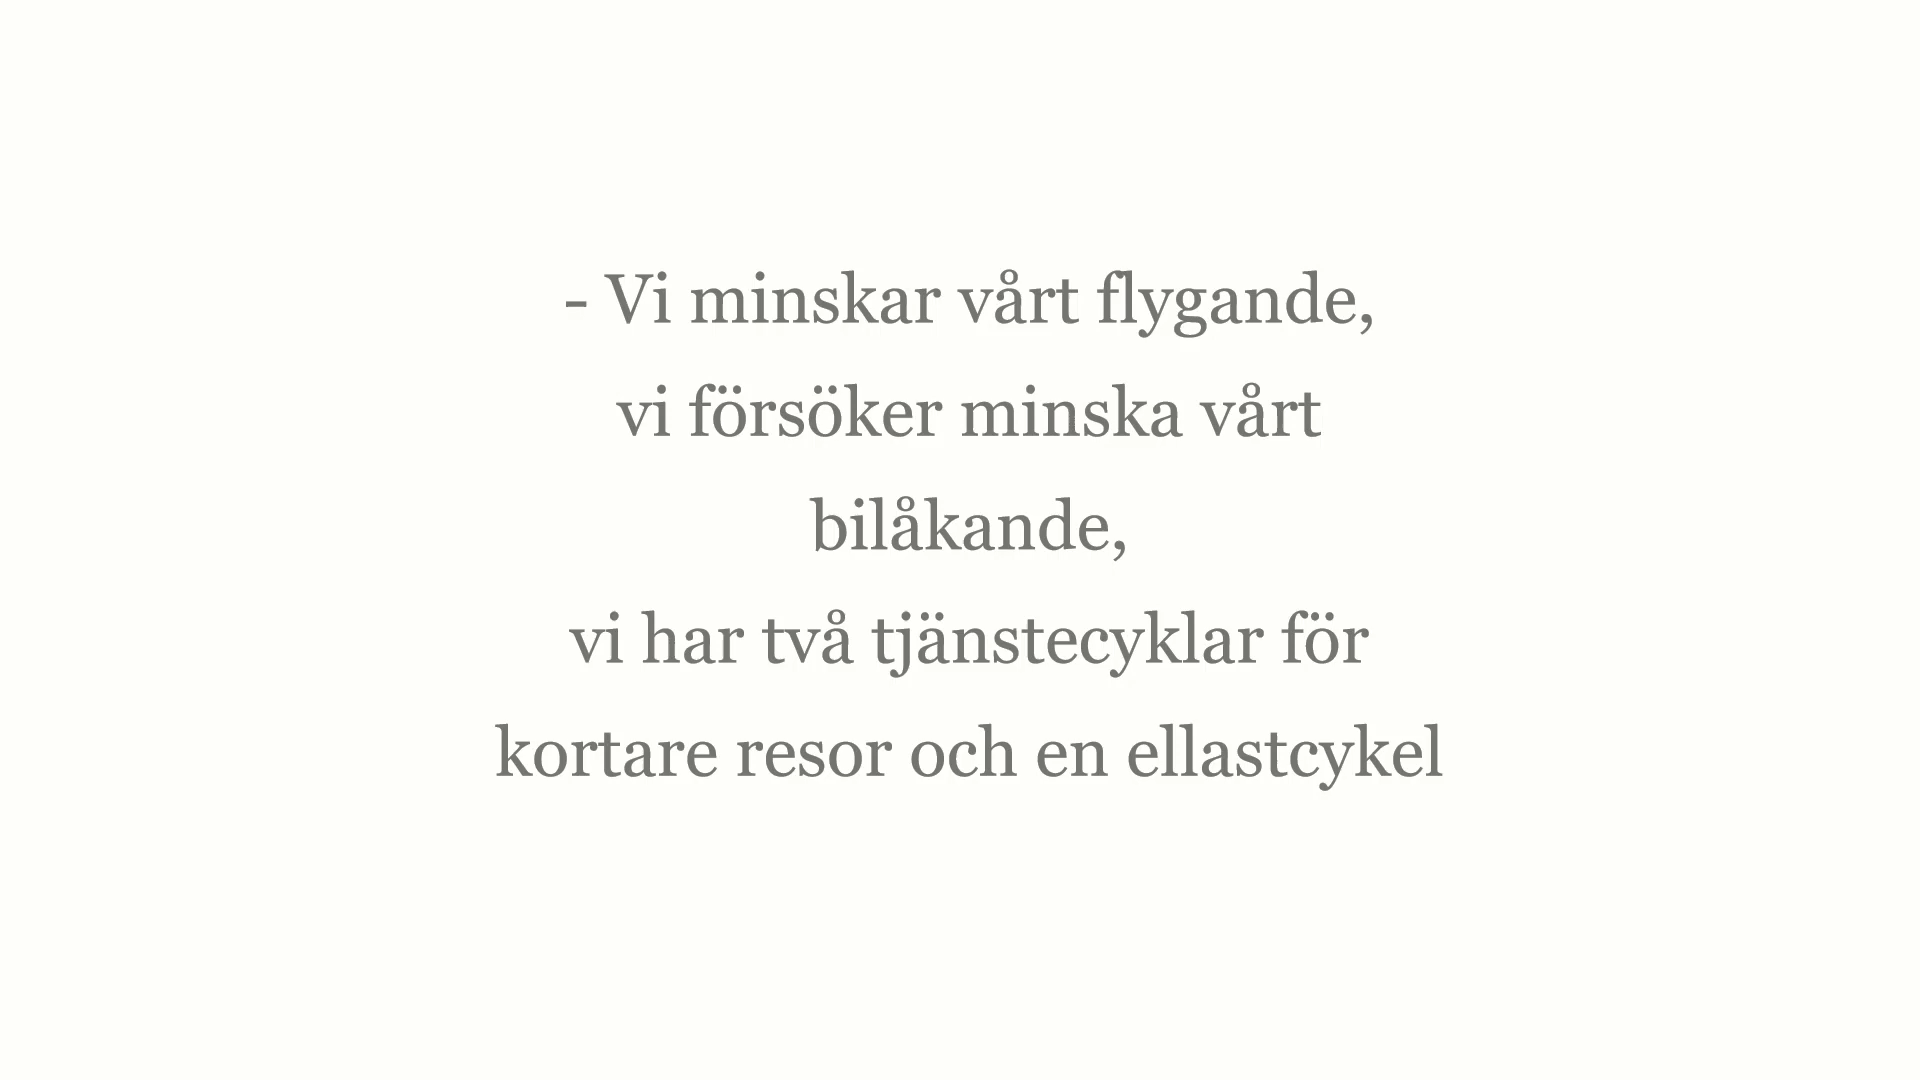 - Vi minskar vårt flygande,
vi försöker minska vårt
bilåkande,
vi har två tjänstecyklar för
kortare resor och en ellastcykel